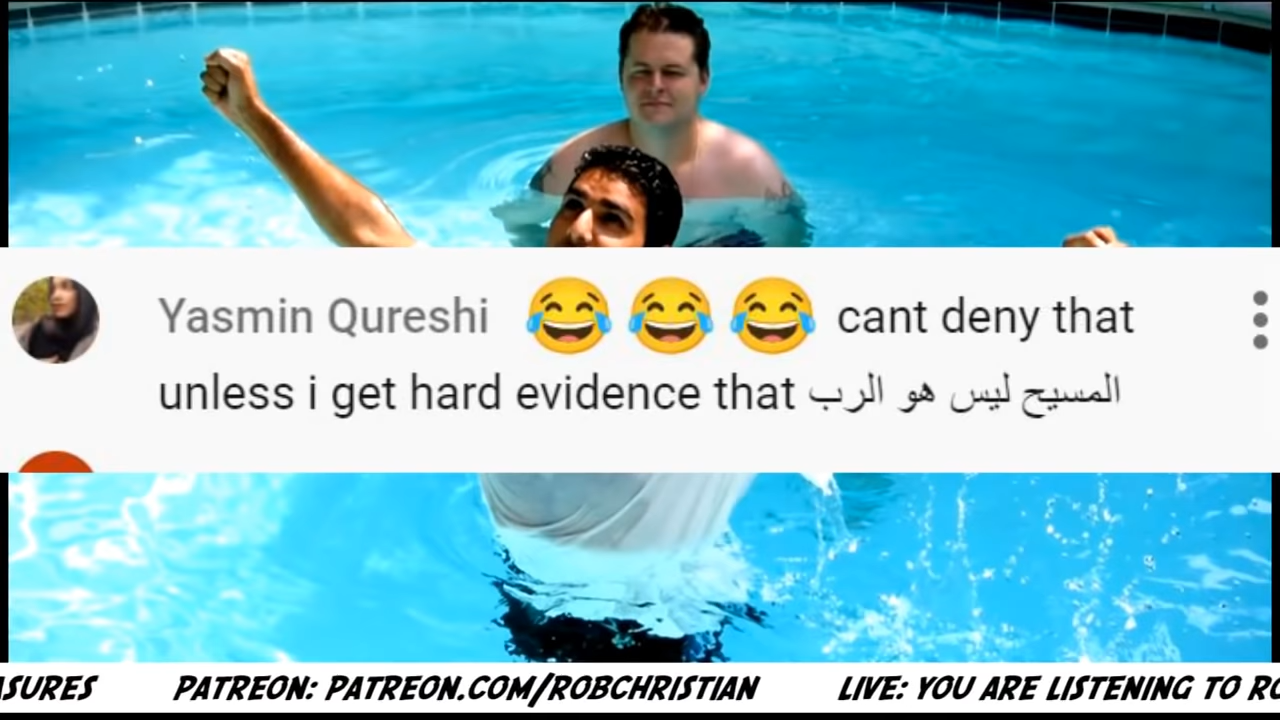 Yasmin Qureshi 😂😂😂 cant deny that
unless i get hard evidence that المسيح ليس هو الرب
ASURES PATREON: PATREON.COM/ROBCHRISTIAN LIVE: YOU ARE LISTENING TO RO